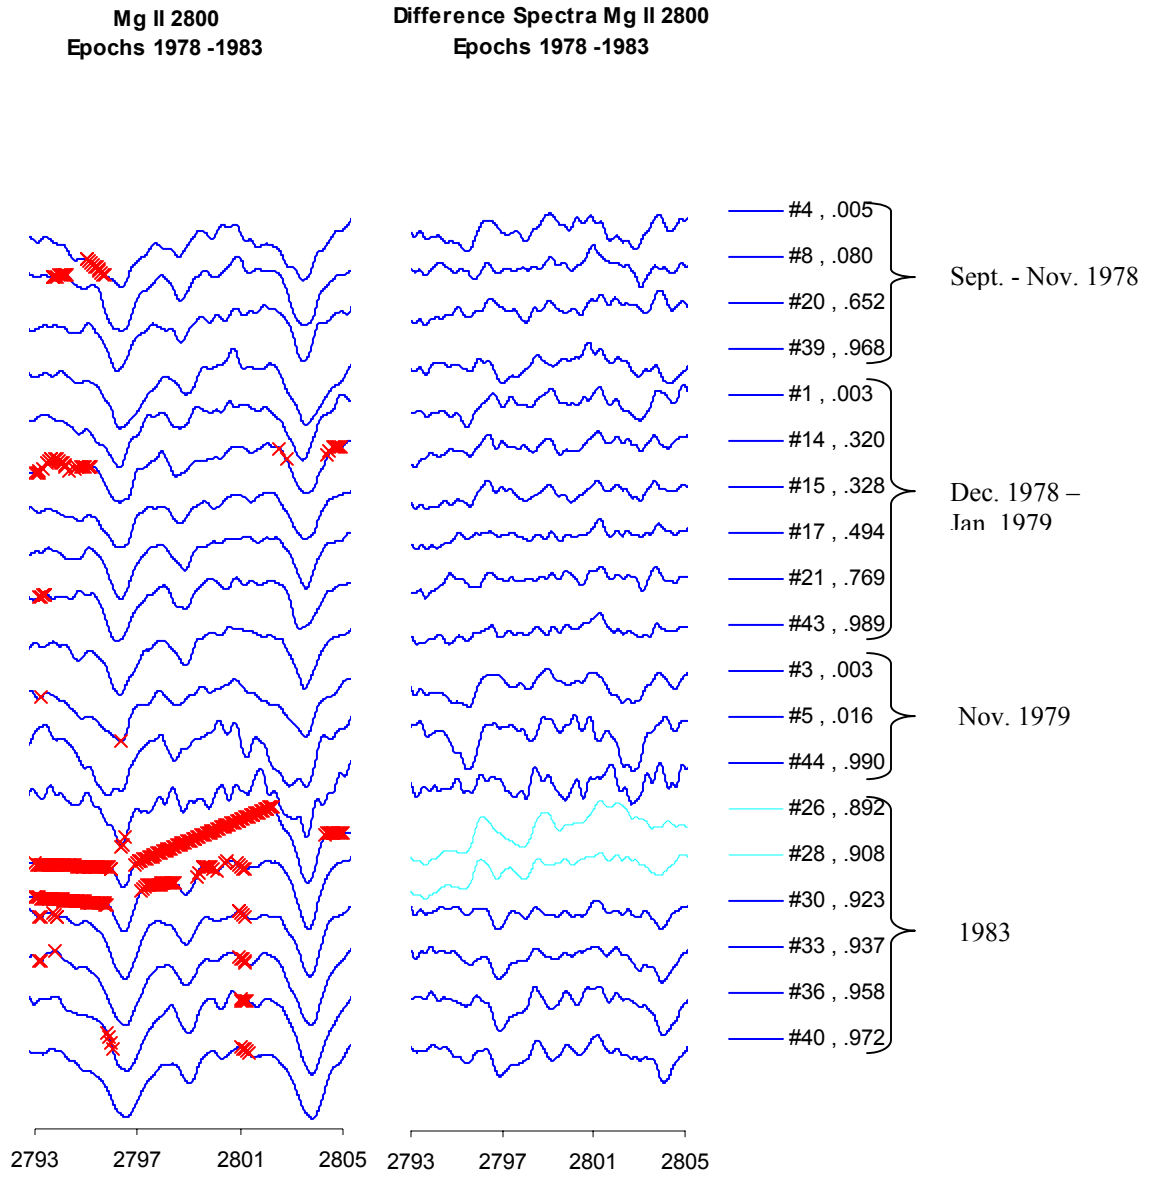 Mg II 2800
Epochs 1978 -1983
Difference Spectra Mg II 2800
Epochs 1978 -1983
#4 , .005
#8 , .080
#20 , .652
#39 , .968
Sept. - Nov. 1978
#1 , .003
#14 , .320
#15 , .328
#17 , .494
#21 , .769
#43 , .989
Dec. 1978 –
Jan. 1979
#3 , .003
#5 , .016
#44 , .990
Nov. 1979
#26 , .892
#28 , .908
#30 , .923
#33 , .937
#36 , .958
#40 , .972
1983
2793 2797 2801 2805
2793 2797 2801 2805